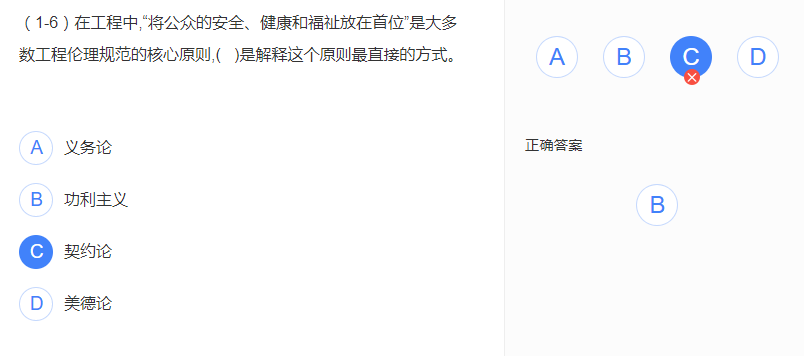 （1-6）在工程中,“将公众的安全、健康和福祉放在首位”是大多
数工程伦理规范的核心原则,(   )是解释这个原则最直接的方式。
A 义务论
B 功利主义
C 契约论
D 美德论
A B C D
正确答案
B